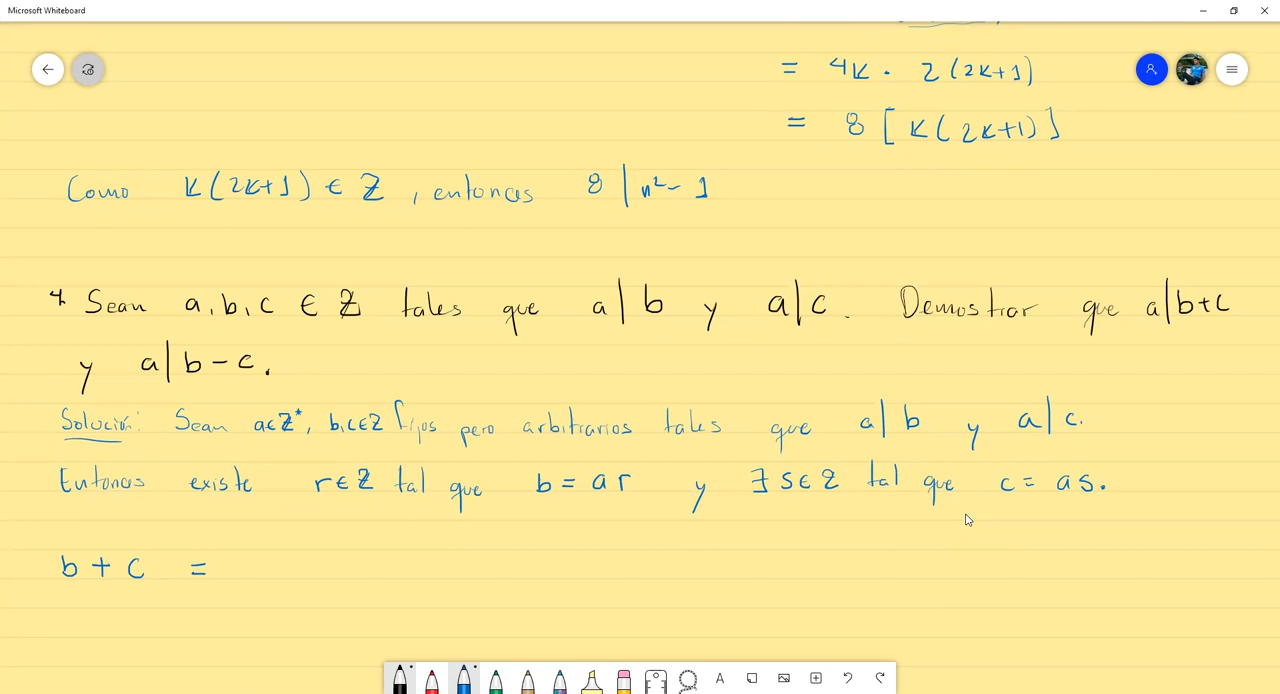 Microsoft Whiteboard
= 4k · 2(2k+1)
= 8 [k(2k+1)]
Como k(2k+1) ∈ Z, entonces 8 | n² - 1
4. Sean a, b, c ∈ Z tales que a|b y a|c. Demostrar que a|b+c
y a|b-c.
Solución: Sean a∈Z*, b,c∈Z fijos pero arbitrarios tales que a|b y a|c.
Entonces existe r∈Z tal que b = ar y ∃ s∈Z tal que c = as.
b + c =